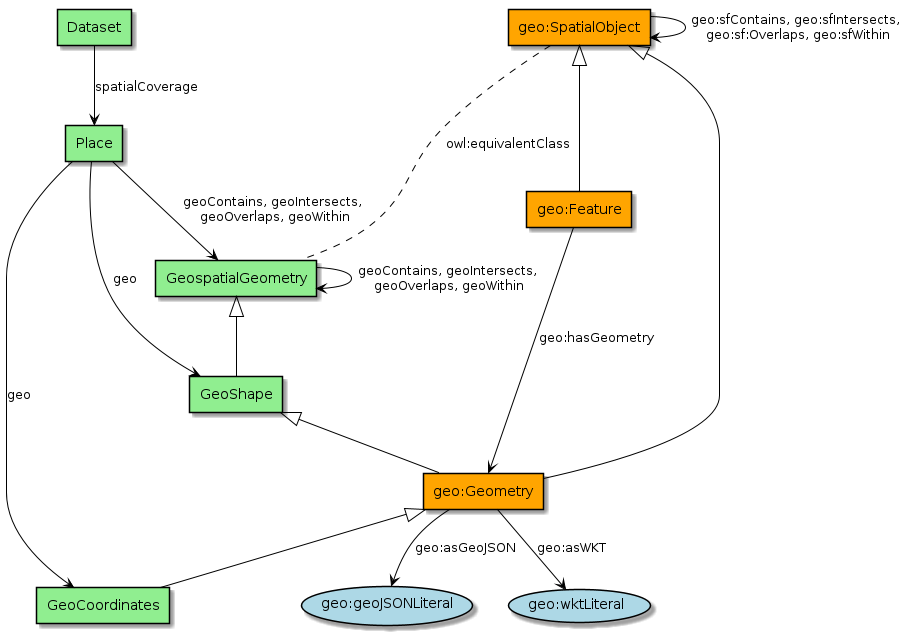 Dataset
geo:SpatialObject
geo:sfContains, geo:sfIntersects,
geo:sf:Overlaps, geo:sfWithin
spatialCoverage
Place
owl:equivalentClass
geoContains, geoIntersects,
geoOverlaps, geoWithin
geo:Feature
geo
GeospatialGeometry
geoContains, geoIntersects,
geoOverlaps, geoWithin
geo:hasGeometry
geo
GeoShape
geo:Geometry
geo:asGeoJSON
geo:asWKT
GeoCoordinates
geo:geoJSONLiteral
geo:wktLiteral